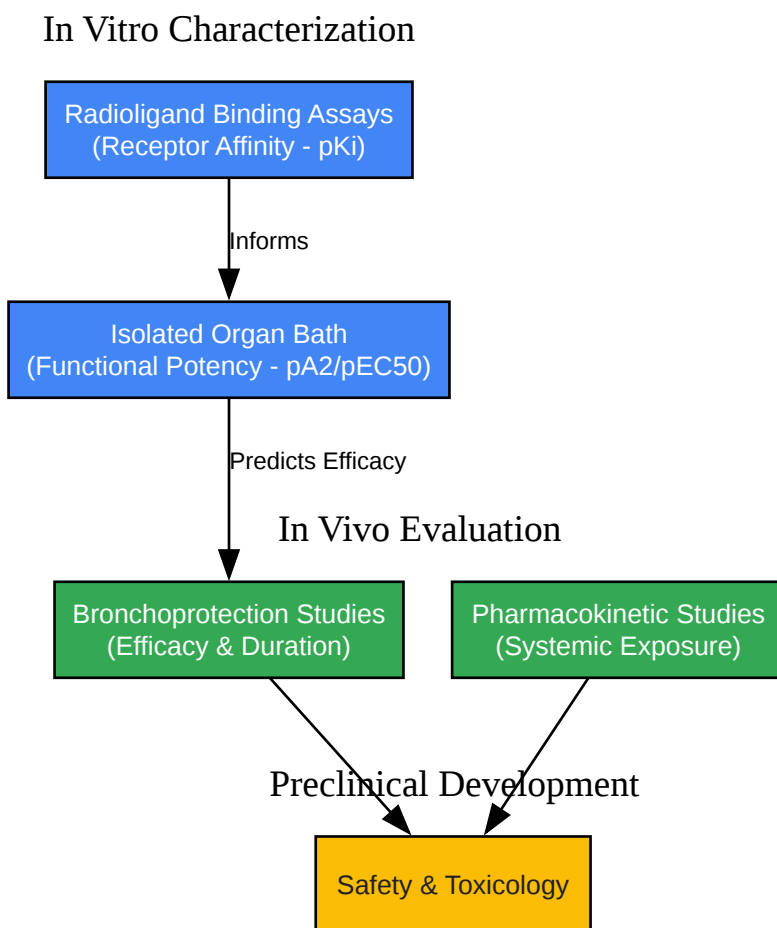 In Vitro Characterization
Radioligand Binding Assays
(Receptor Affinity - pKi)
Informs
Isolated Organ Bath
(Functional Potency - pA2/pEC50)
Predicts Efficacy
In Vivo Evaluation
Bronchoprotection Studies
(Efficacy & Duration)
Pharmacokinetic Studies
(Systemic Exposure)
Preclinical Development
Safety & Toxicology